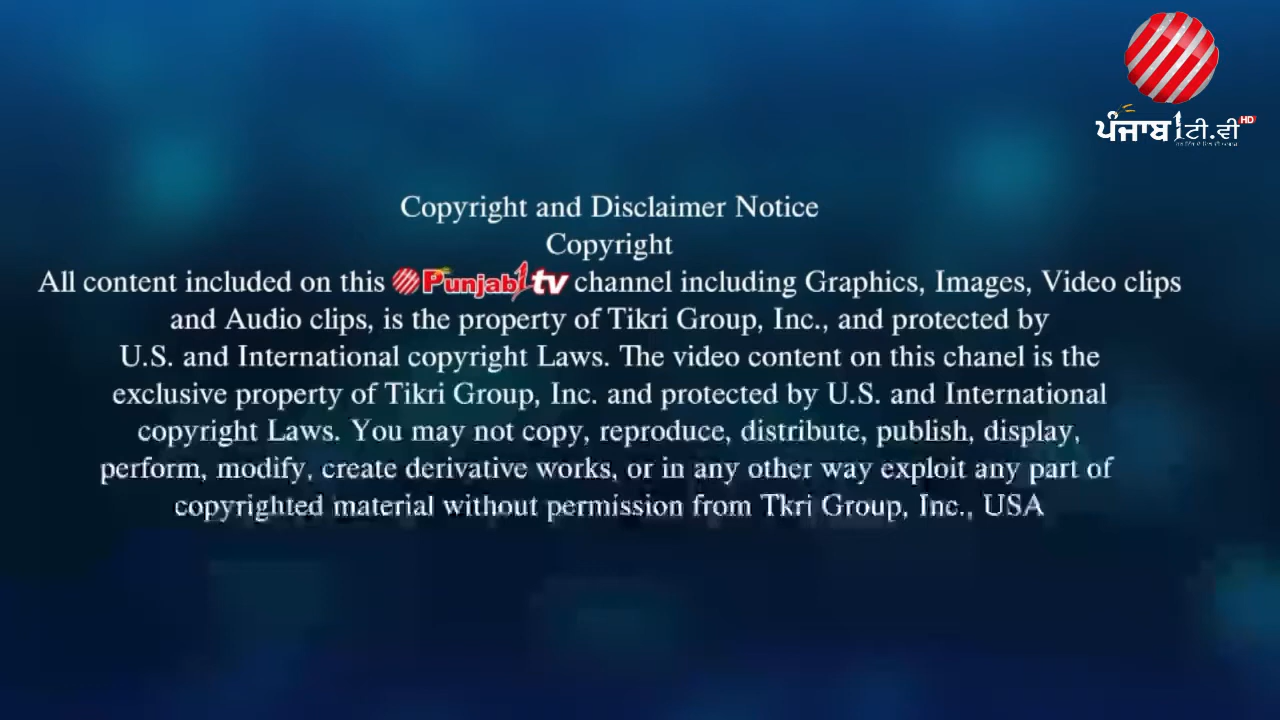 ਪੰਜਾਬ 1 ਟੀ.ਵੀ HD
Copyright and Disclaimer Notice
Copyright
All content included on this Punjab1tv channel including Graphics, Images, Video clips
and Audio clips, is the property of Tikri Group, Inc., and protected by
U.S. and International copyright Laws. The video content on this chanel is the
exclusive property of Tikri Group, Inc. and protected by U.S. and International
copyright Laws. You may not copy, reproduce, distribute, publish, display,
perform, modify, create derivative works, or in any other way exploit any part of
copyrighted material without permission from Tkri Group, Inc., USA